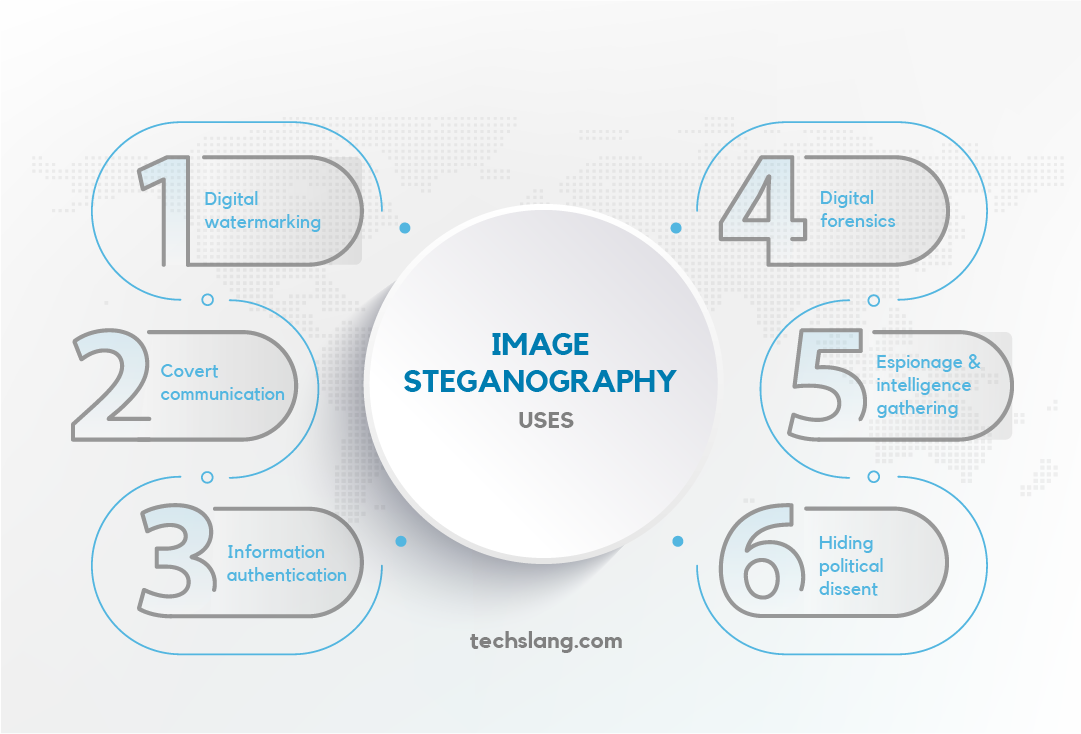 IMAGE
STEGANOGRAPHY
USES
1
Digital
watermarking
2
Covert
communication
3
Information
authentication
4
Digital
forensics
5
Espionage &
intelligence
gathering
6
Hiding
political
dissent
techslang.com